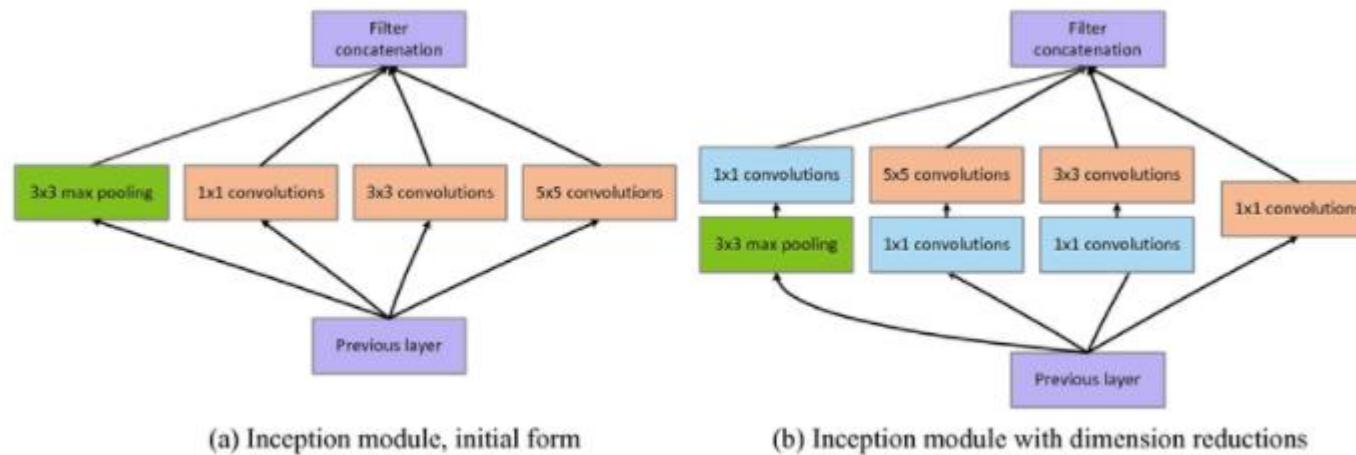 Filter
concatenation
3x3 max pooling
1x1 convolutions
3x3 convolutions
5x5 convolutions
Previous layer
(a) Inception module, initial form
Filter
concatenation
1x1 convolutions
5x5 convolutions
3x3 convolutions
1x1 convolutions
3x3 max pooling
1x1 convolutions
1x1 convolutions
Previous layer
(b) Inception module with dimension reductions